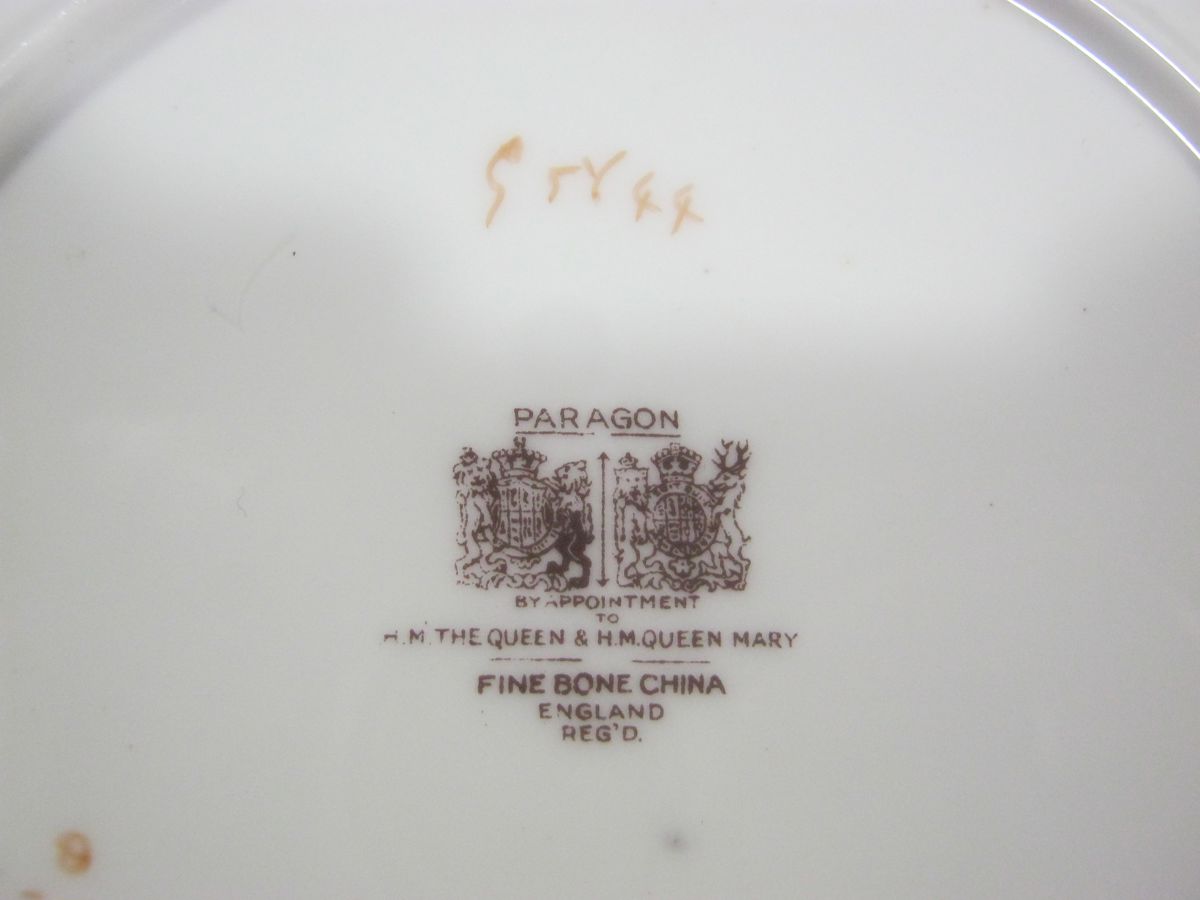 PARAGON
BY APPOINTMENT
TO
H.M. THE QUEEN & H.M. QUEEN MARY
FINE BONE CHINA
ENGLAND
REG'D.